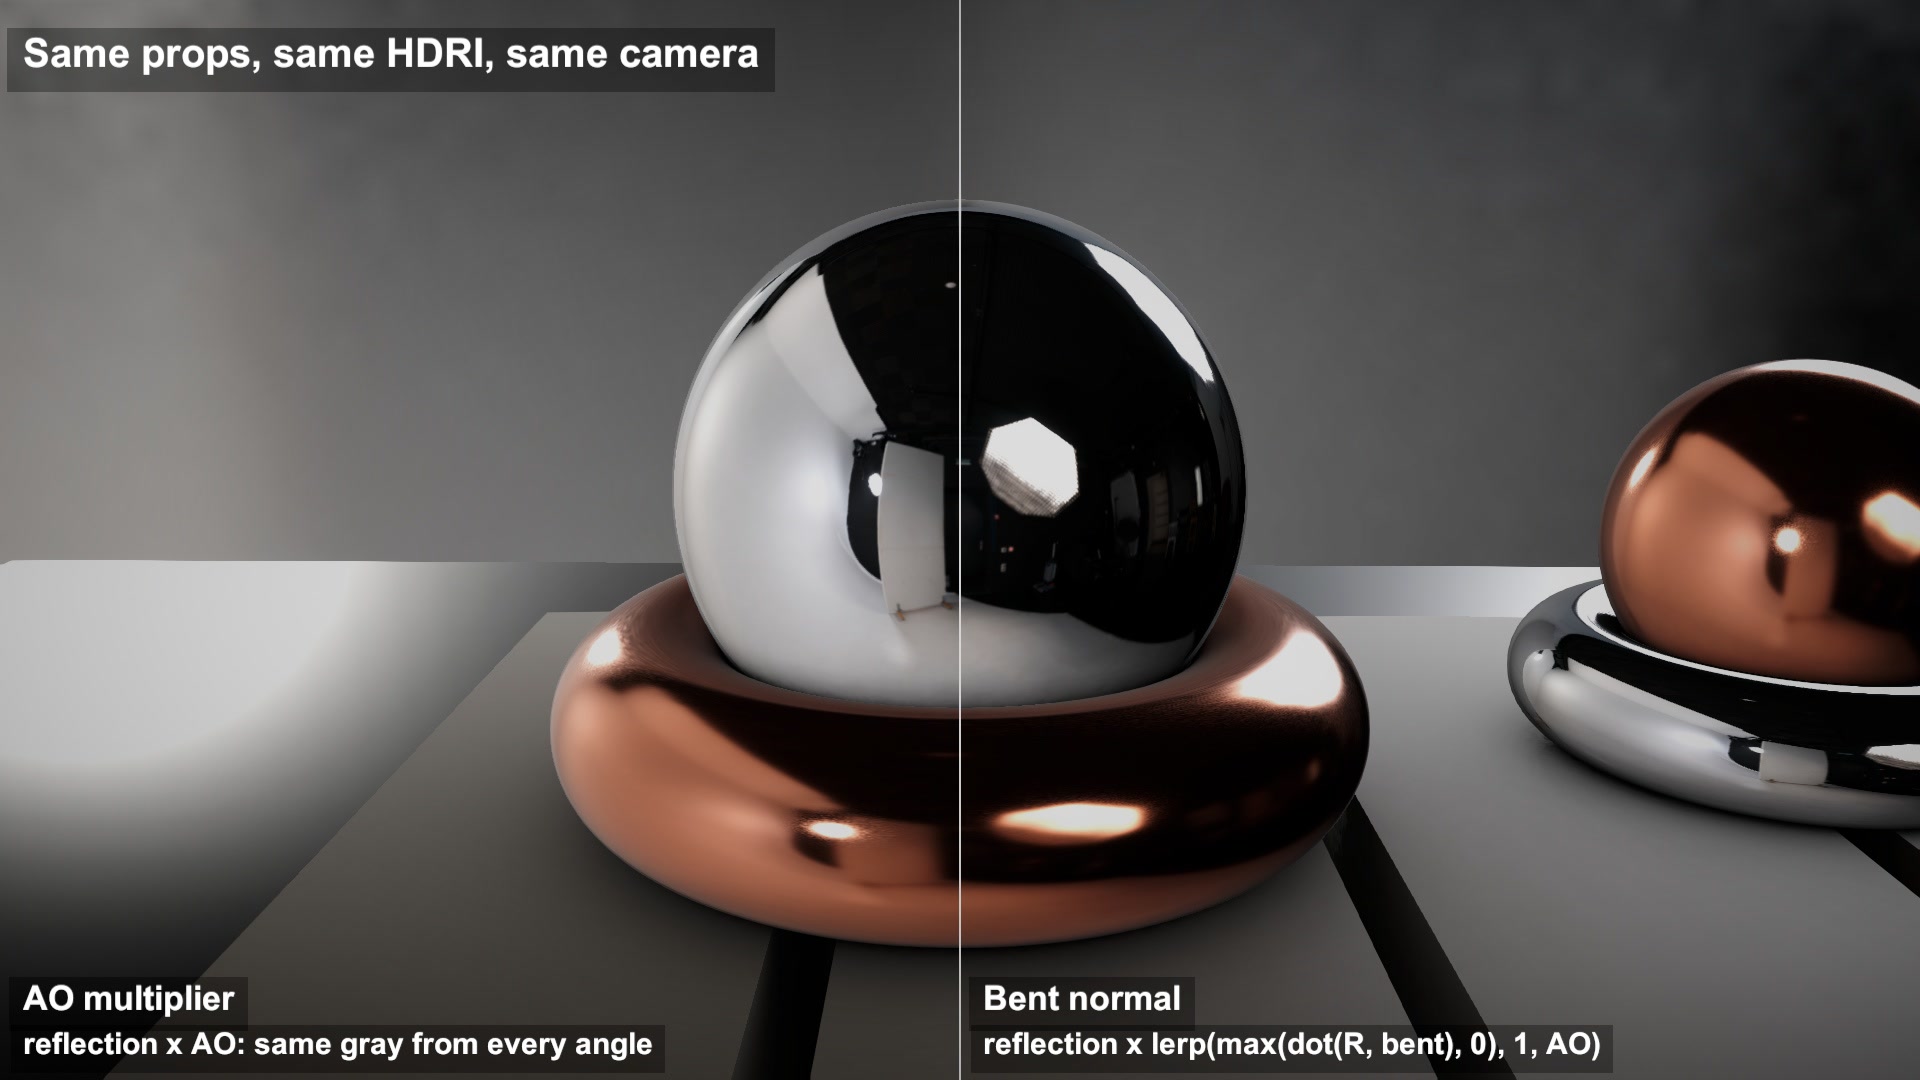 Same props, same HDRI, same camera
AO multiplier
reflection x AO: same gray from every angle
Bent normal
reflection x lerp(max(dot(R, bent), 0), 1, AO)